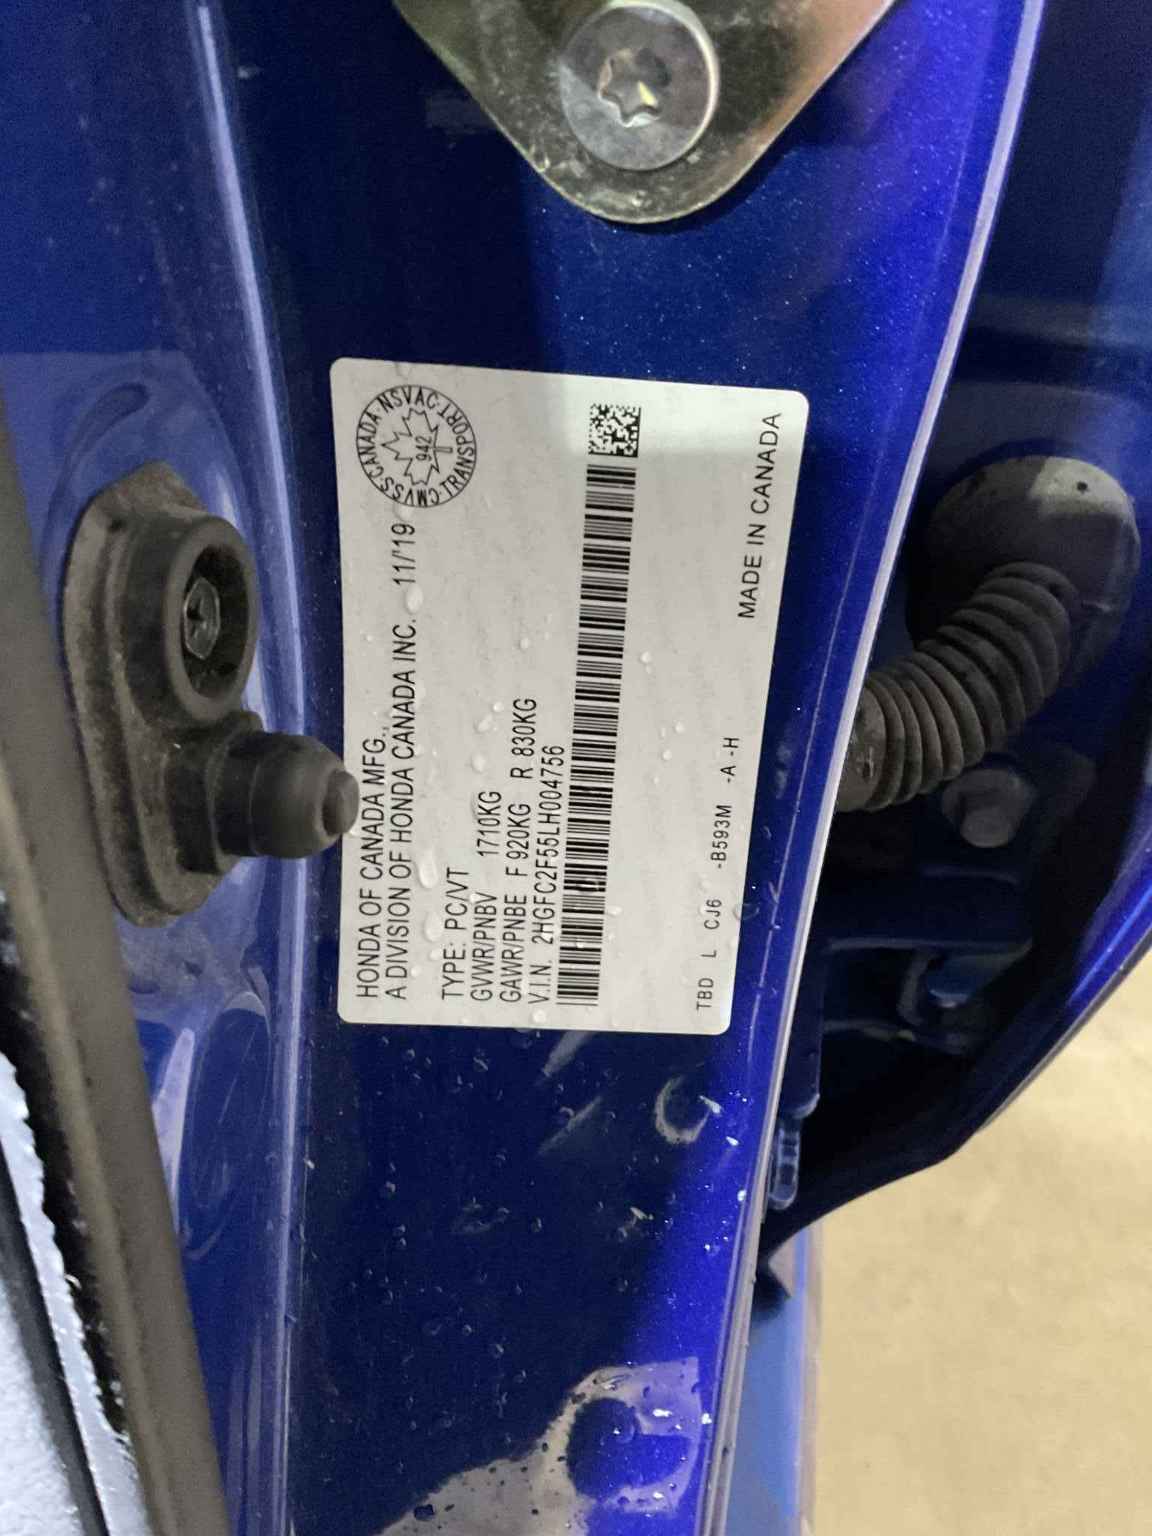 HONDA OF CANADA MFG.,
A DIVISION OF HONDA CANADA INC. 11/'19
CMVSS·CANADA·NSVAC·TRANSPORT
942
TYPE: PC/VT
GVWR/PNBV 1710KG
GAWR/PNBE F 920KG R 830KG
V.I.N. 2HGFC2F55LH004756
MADE IN CANADA
TBD L CJ6 -B593M -A -H